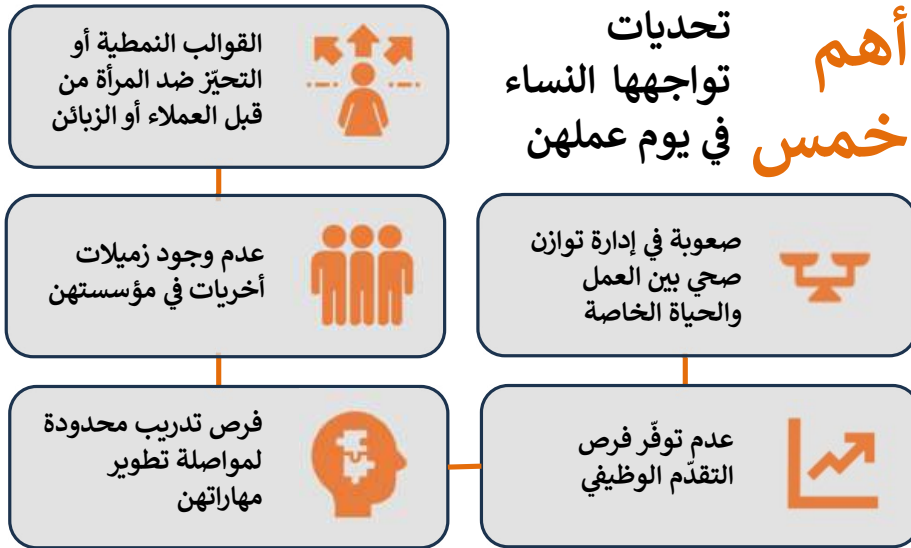 أهم
خمس
تحديات
تواجهها النساء
في يوم عملهن
صعوبة في إدارة توازن
صحي بين العمل
والحياة الخاصة
عدم توفّر فرص
التقدّم الوظيفي
فرص تدريب محدودة
لمواصلة تطوير
مهاراتهن
عدم وجود زميلات
أخريات في مؤسستهن
القوالب النمطية أو
التحيّز ضد المرأة من
قبل العملاء أو الزبائن